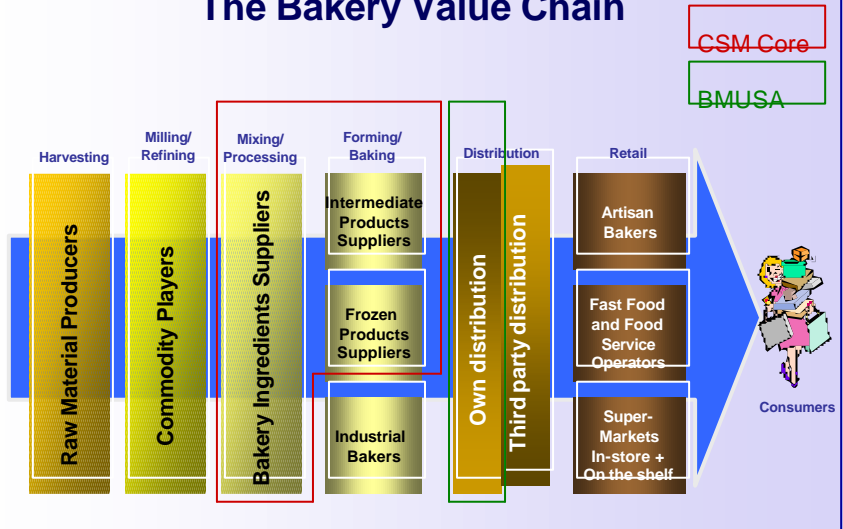 The Bakery Value Chain
CSM Core
BMUSA
Harvesting
Milling/
Refining
Mixing/
Processing
Forming/
Baking
Distribution
Retail
Raw Material Producers
Commodity Players
Bakery Ingredients Suppliers
Intermediate
Products
Suppliers
Frozen
Products
Suppliers
Industrial
Bakers
Own distribution
Third party distribution
Artisan
Bakers
Fast Food
and Food
Service
Operators
Super-
Markets
In-store +
On the shelf
Consumers